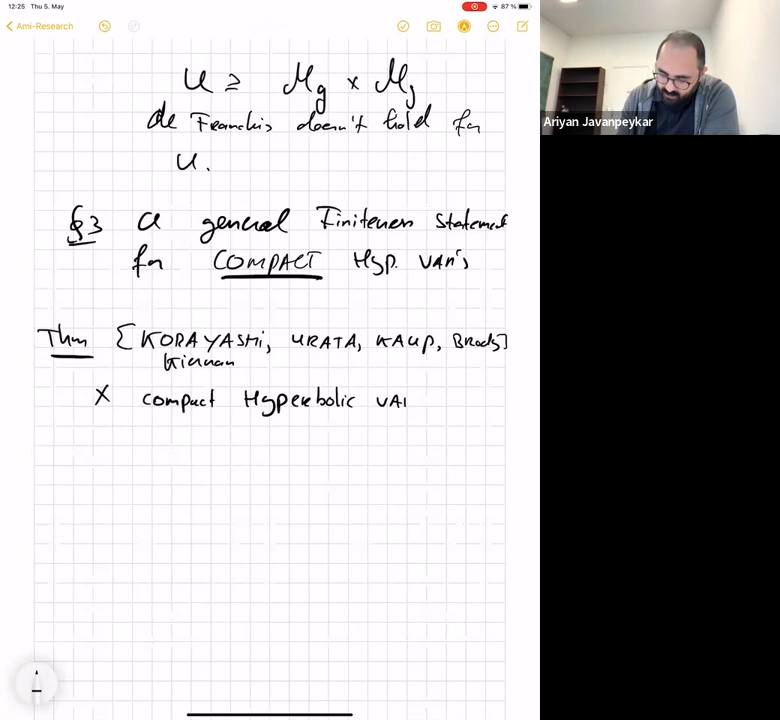 12:25 Thu 5. May
87 %
Ami-Research
U ≥ Mg × Mg
de Franchis doesn't hold for
U.
§3 a general Finiteness Statement
for COMPACT Hyp. VAR's
Thm [KOBAYASHI, URATA, KAUP, Brody]
Kiernan
X compact Hyperbolic VAR
Ariyan Javanpeykar